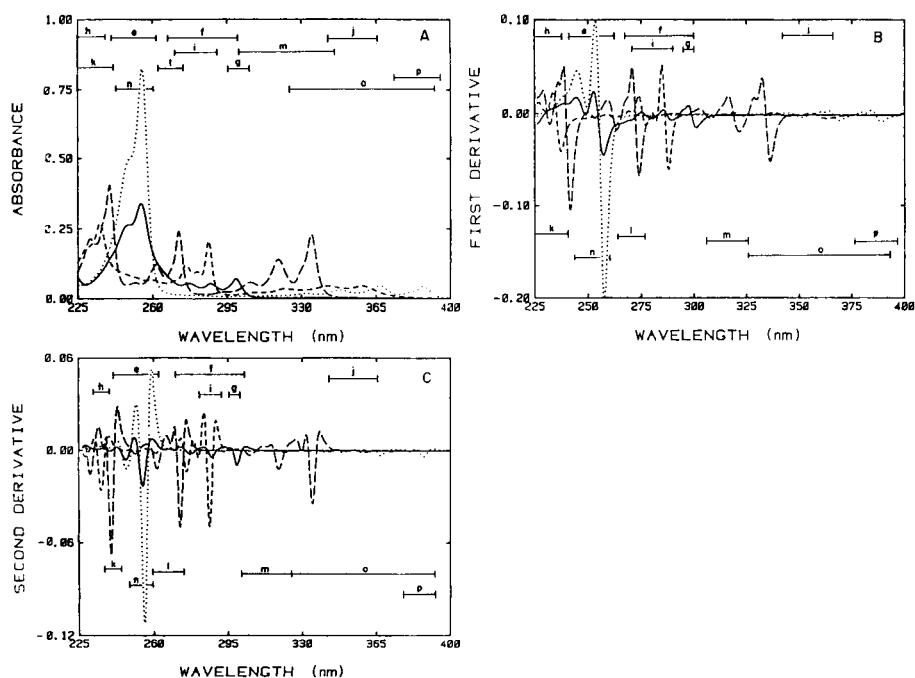 A
h e f j
i m
k l g p
n o
ABSORBANCE
1.00
0.75
0.50
0.25
0.00
225 260 295 330 365 400
WAVELENGTH (nm)
B
h e f j
i g
k l m p
n o
FIRST DERIVATIVE
0.10
0.00
-0.10
-0.20
225 250 275 300 325 350 375 400
WAVELENGTH (nm)
C
e f j
h i g
k l m o
n p
SECOND DERIVATIVE
0.06
0.00
-0.06
-0.12
225 260 295 330 365 400
WAVELENGTH (nm)